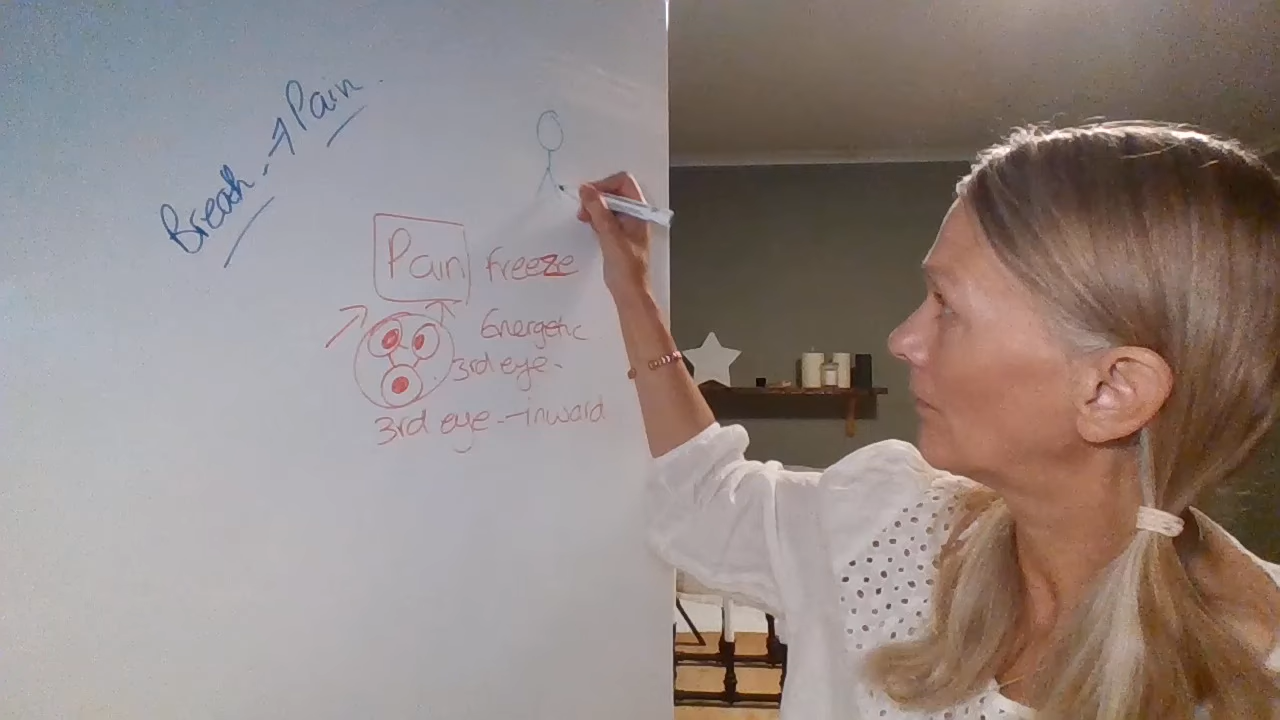 Breath → Pain
Pain Freeze
Energetic
3rd eye-
3rd eye - inward